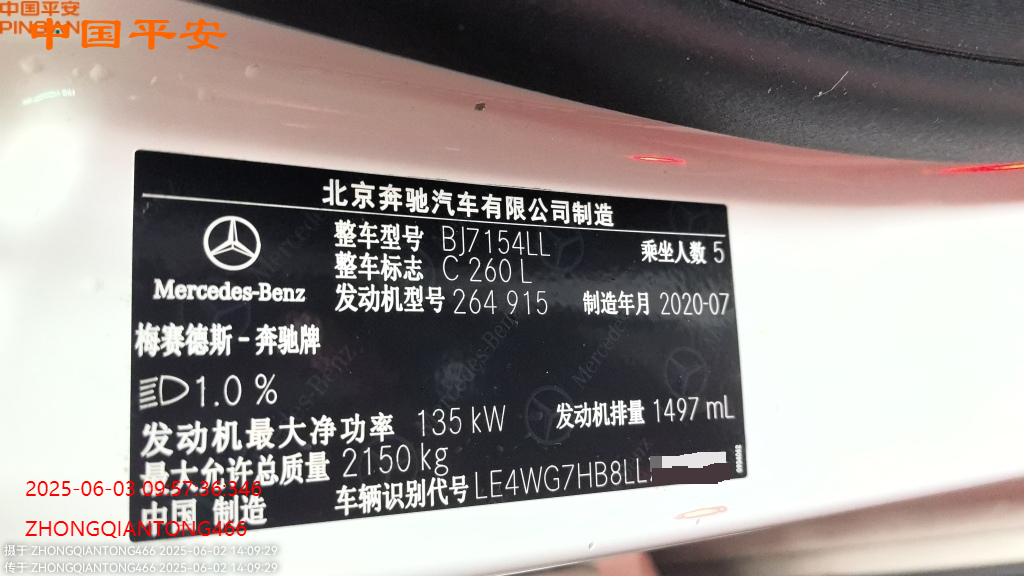 中国平安
PING AN
中国平安
北京奔驰汽车有限公司制造
整车型号 BJ7154LL
乘坐人数 5
整车标志 C 260 L
发动机型号 264 915
制造年月 2020-07
Mercedes-Benz
梅赛德斯-奔驰牌
1.0 %
发动机最大净功率 135 kW
发动机排量 1497 mL
最大允许总质量 2150 kg
车辆识别代号 LE4WG7HB8LL
中国 制造
2025-06-03 09:57:36.346
ZHONGQIANTONG466
摄于 ZHONGQIANTONG466 2025-06-02 14:09:29
传于 ZHONGQIANTONG466 2025-06-02 14:09:29